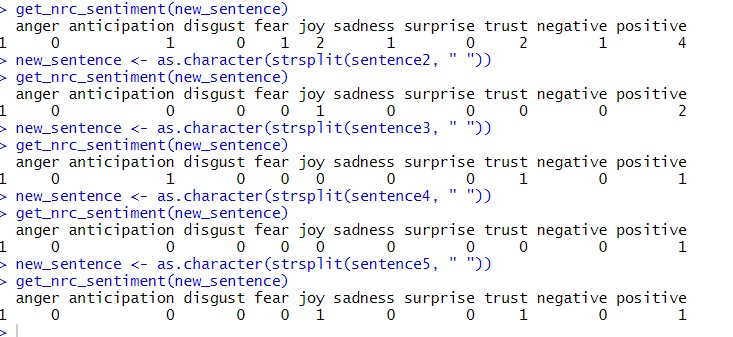 > get_nrc_sentiment(new_sentence)
  anger anticipation disgust fear joy sadness surprise trust negative positive
1     0            1       0    1   2       1        0     2        1        4
> new_sentence <- as.character(strsplit(sentence2, " "))
> get_nrc_sentiment(new_sentence)
  anger anticipation disgust fear joy sadness surprise trust negative positive
1     0            0       0    0   1       0        0     0        0        2
> new_sentence <- as.character(strsplit(sentence3, " "))
> get_nrc_sentiment(new_sentence)
  anger anticipation disgust fear joy sadness surprise trust negative positive
1     0            1       0    0   0       0        0     1        0        1
> new_sentence <- as.character(strsplit(sentence4, " "))
> get_nrc_sentiment(new_sentence)
  anger anticipation disgust fear joy sadness surprise trust negative positive
1     0            0       0    0   0       0        0     0        0        1
> new_sentence <- as.character(strsplit(sentence5, " "))
> get_nrc_sentiment(new_sentence)
  anger anticipation disgust fear joy sadness surprise trust negative positive
1     0            0       0    0   1       0        0     1        0        1
>